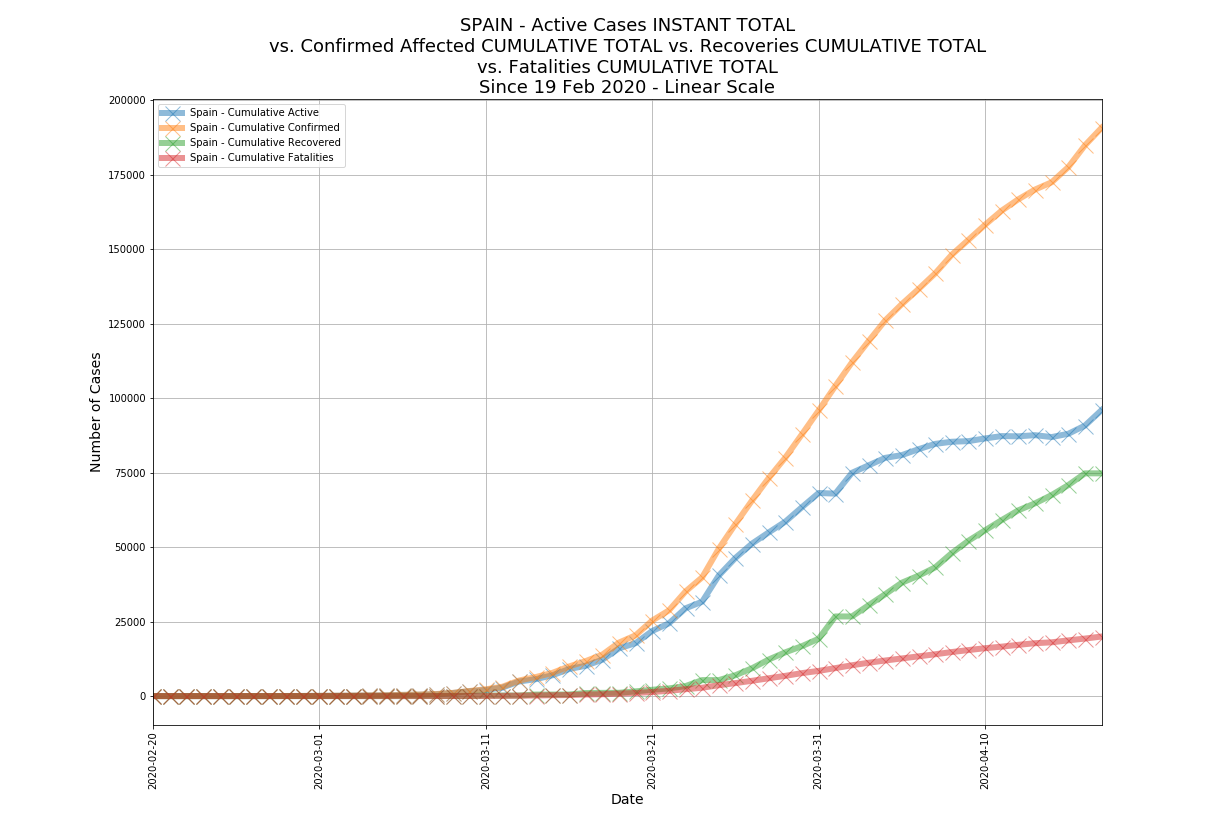 SPAIN - Active Cases INSTANT TOTAL
vs. Confirmed Affected CUMULATIVE TOTAL vs. Recoveries CUMULATIVE TOTAL
vs. Fatalities CUMULATIVE TOTAL
Since 19 Feb 2020 - Linear Scale
Spain - Cumulative Active
Spain - Cumulative Confirmed
Spain - Cumulative Recovered
Spain - Cumulative Fatalities
Number of Cases
200000
175000
150000
125000
100000
75000
50000
25000
0
2020-02-20
2020-03-01
2020-03-11
2020-03-21
2020-03-31
2020-04-10
Date